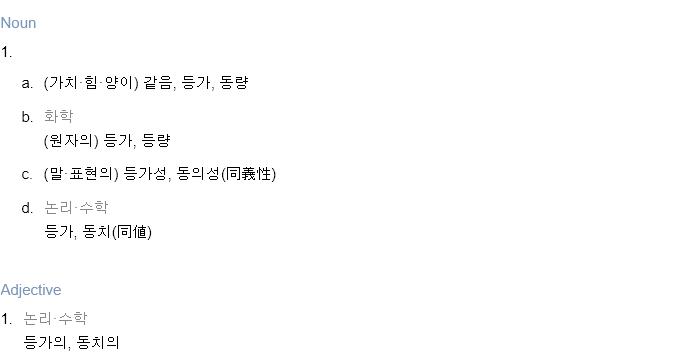 Noun
1.
a. (가치·힘·양이) 같음, 등가, 동량
b. 화학
(원자의) 등가, 등량
c. (말·표현의) 등가성, 동의성(同義性)
d. 논리·수학
등가, 동치(同値)
Adjective
1. 논리·수학
등가의, 동치의